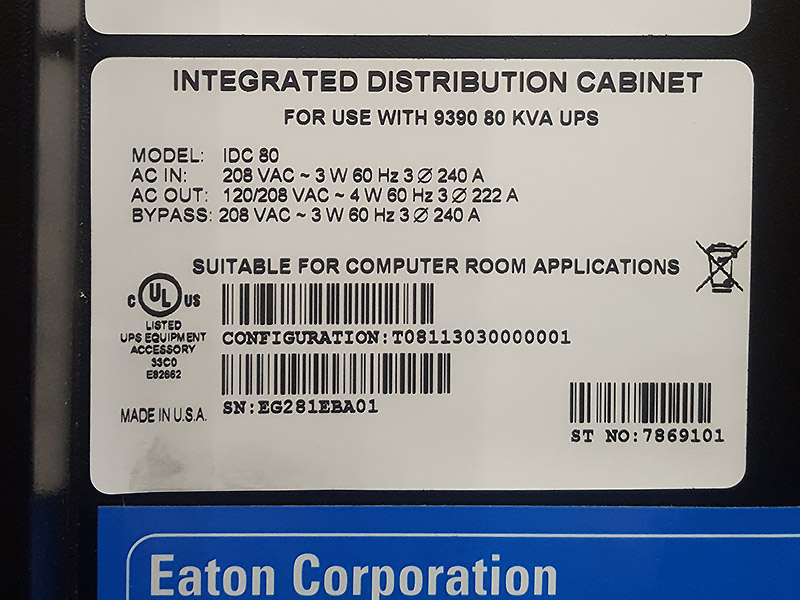 INTEGRATED DISTRIBUTION CABINET
FOR USE WITH 9390 80 KVA UPS
MODEL: IDC 80
AC IN: 208 VAC ~ 3 W 60 Hz 3 Ø 240 A
AC OUT: 120/208 VAC ~ 4 W 60 Hz 3 Ø 222 A
BYPASS: 208 VAC ~ 3 W 60 Hz 3 Ø 240 A
SUITABLE FOR COMPUTER ROOM APPLICATIONS
C UL US
LISTED
UPS EQUIPMENT
ACCESSORY
33C0
E82662
CONFIGURATION:T08113030000001
SN:EG281EBA01
MADE IN U.S.A.
ST NO:7869101
Eaton Corporation